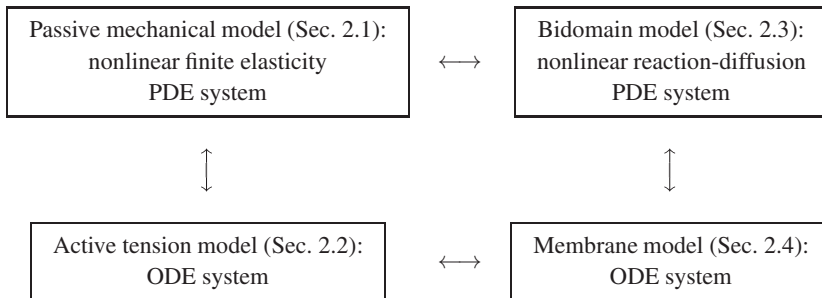 Passive mechanical model (Sec. 2.1):
nonlinear finite elasticity
PDE system
Bidomain model (Sec. 2.3):
nonlinear reaction-diffusion
PDE system
Active tension model (Sec. 2.2):
ODE system
Membrane model (Sec. 2.4):
ODE system